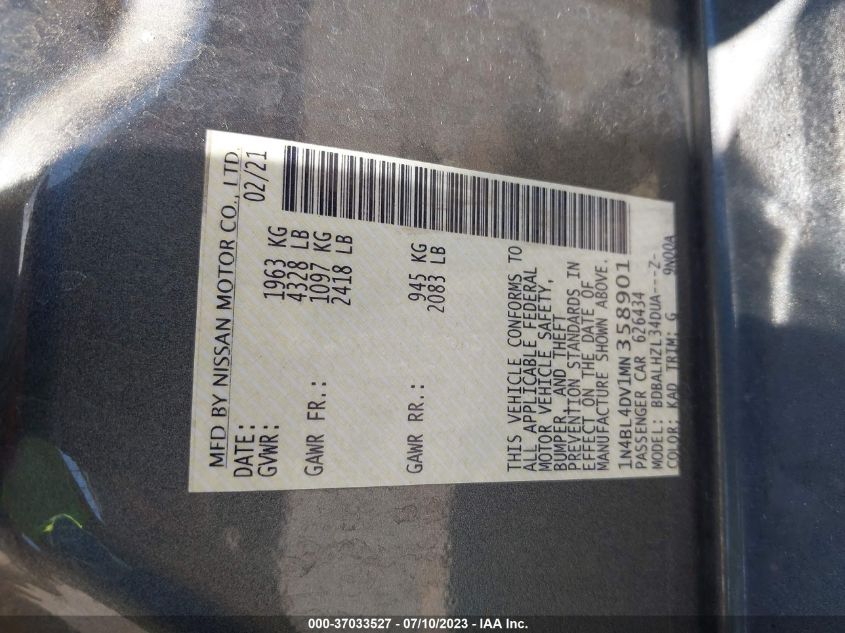 MFD BY NISSAN MOTOR CO., LTD.
DATE: 02/21
GVWR: 1963 KG
4328 LB
GAWR FR.: 1097 KG
2418 LB
GAWR RR.: 945 KG
2083 LB
THIS VEHICLE CONFORMS TO
ALL APPLICABLE FEDERAL
MOTOR VEHICLE SAFETY,
BUMPER, AND THEFT
PREVENTION STANDARDS IN
EFFECT ON THE DATE OF
MANUFACTURE SHOWN ABOVE.
1N4BL4DV1MN358901
PASSENGER CAR 626434
MODEL: BDBALHZL34DUA---Z-
COLOR: KAD TRIM: G 9N00A
000-37033527 - 07/10/2023 - IAA Inc.